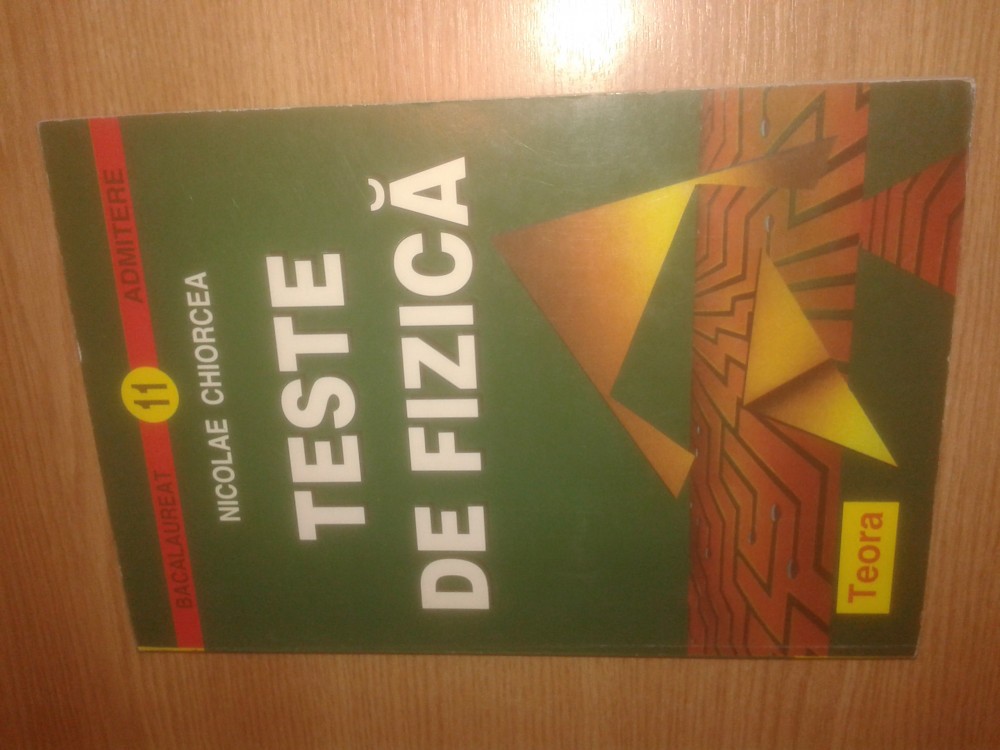 BACALAUREAT 11 ADMITERE
NICOLAE CHIORCEA
TESTE
DE FIZICĂ
Teora